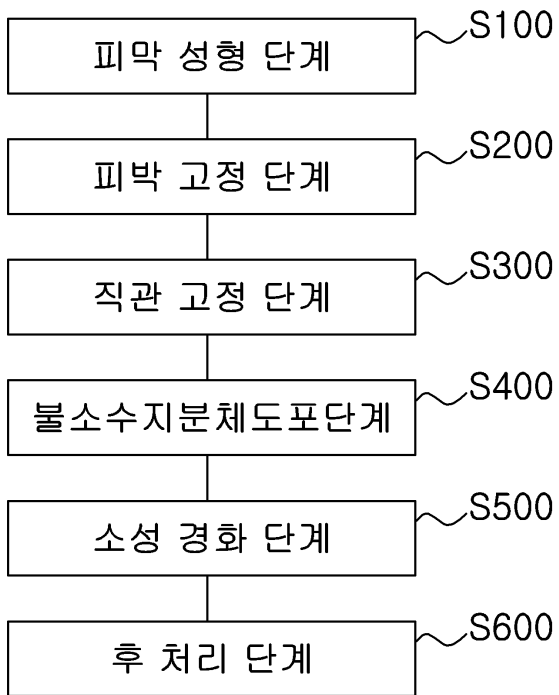 피막 성형 단계 S100
피박 고정 단계 S200
직관 고정 단계 S300
불소수지분체도포단계 S400
소성 경화 단계 S500
후 처리 단계 S600